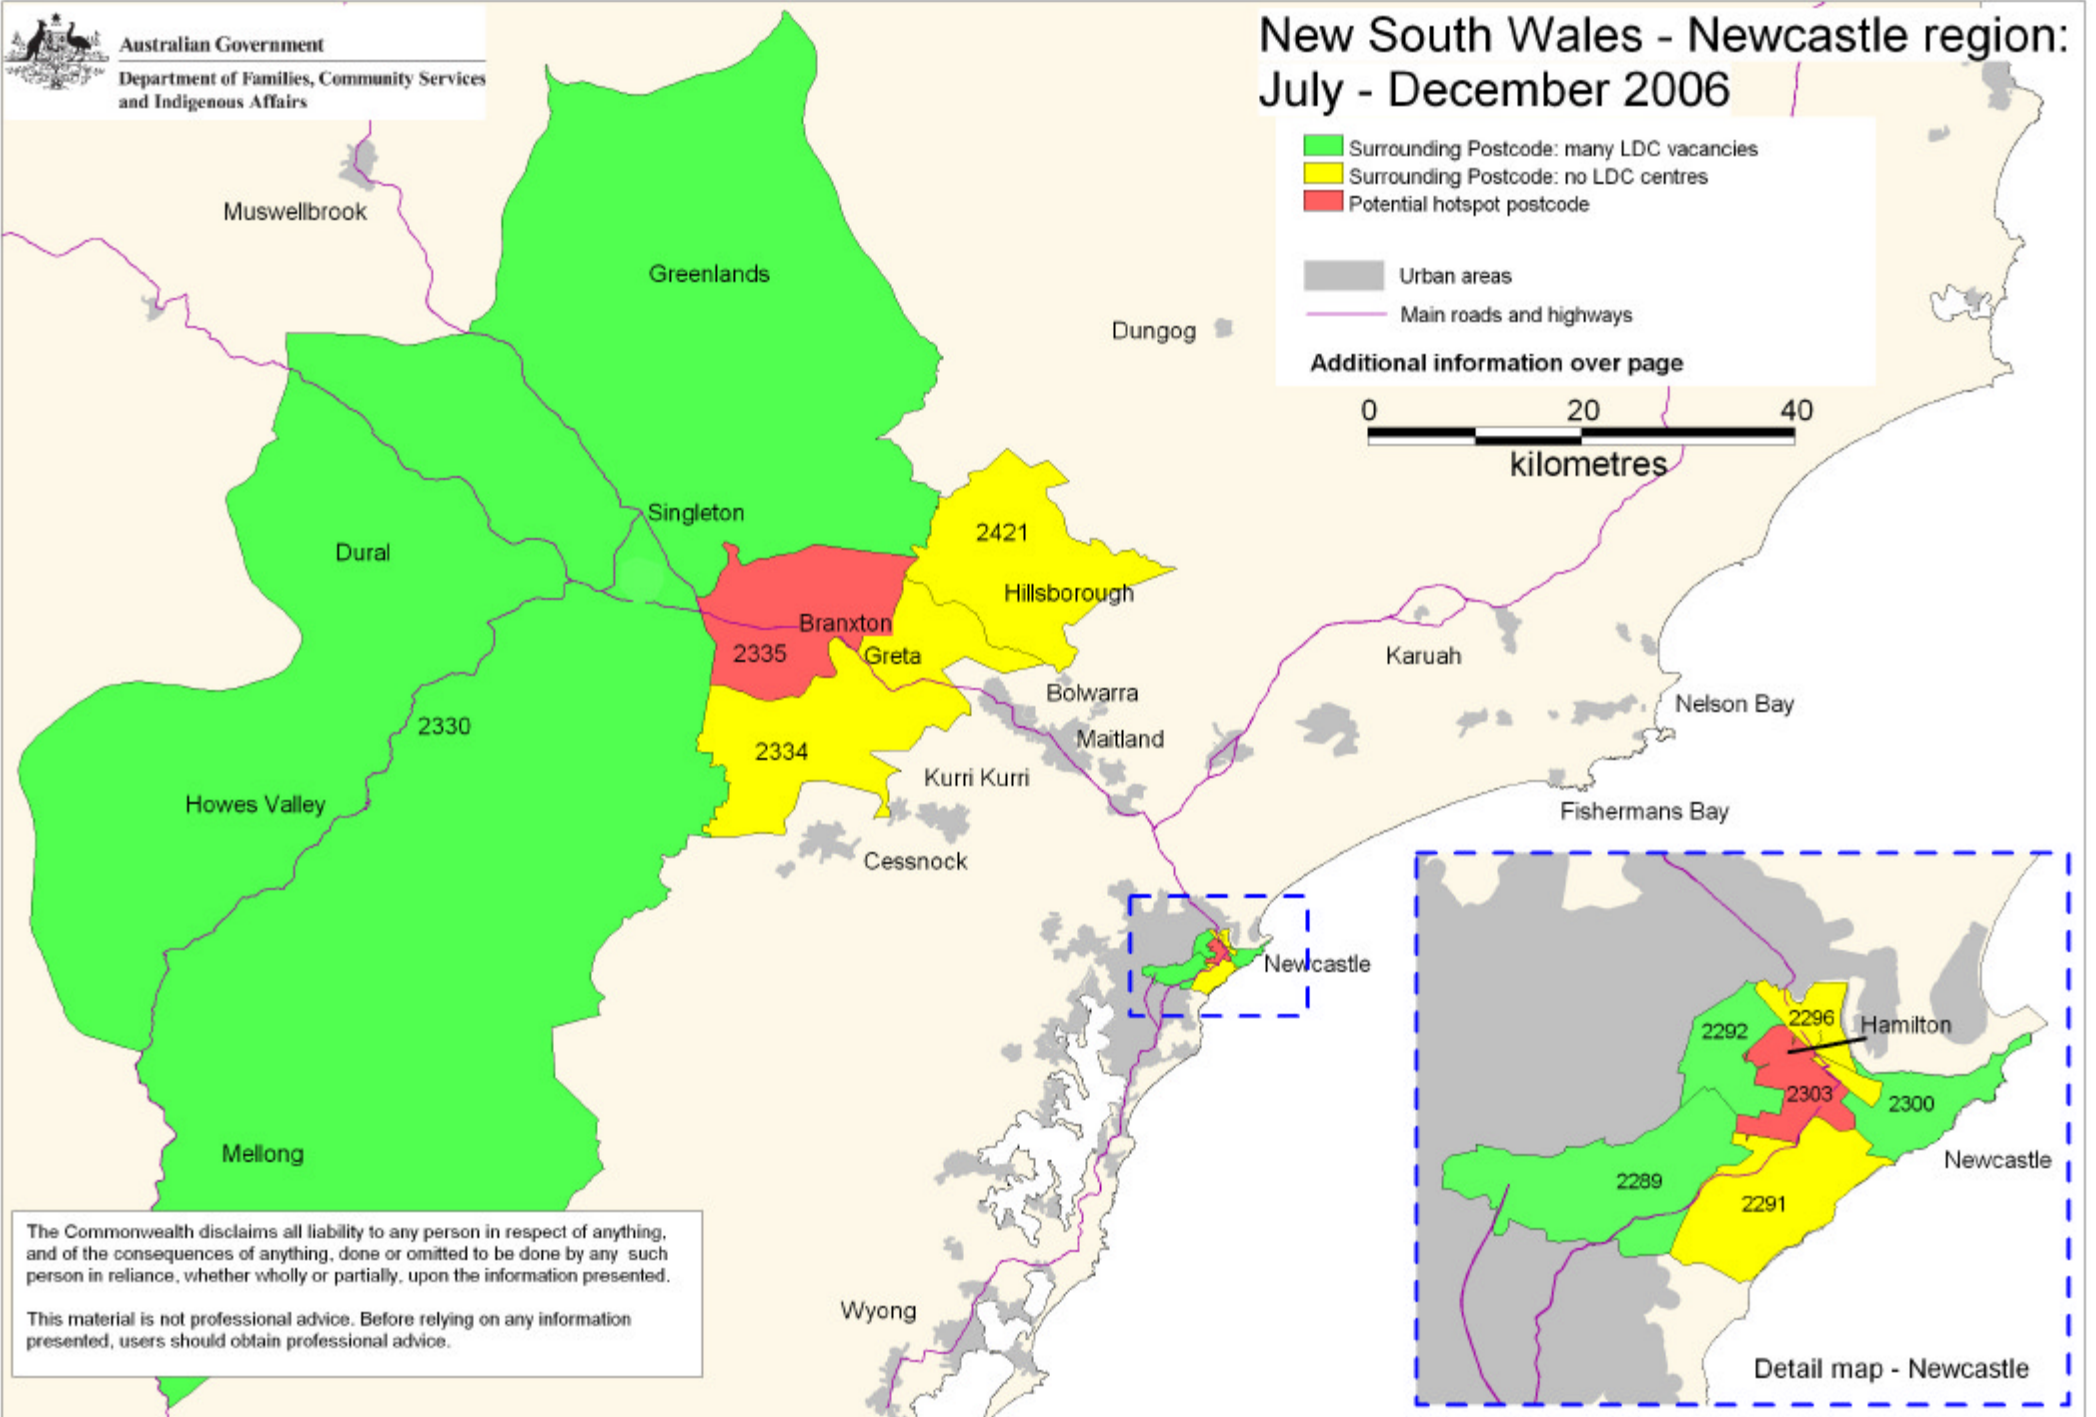 Australian Government
Department of Families, Community Services
and Indigenous Affairs
New South Wales - Newcastle region:
July - December 2006
Surrounding Postcode: many LDC vacancies
Surrounding Postcode: no LDC centres
Potential hotspot postcode
Urban areas
Main roads and highways
Additional information over page
0 20 40
kilometres
Muswellbrook
Greenlands
Dungog
Singleton
2421
Dural
Hillsborough
Branxton
2335
Greta
Karuah
Bolwarra
Nelson Bay
2330
Maitland
2334
Kurri Kurri
Howes Valley
Fishermans Bay
Cessnock
Newcastle
2296
Hamilton
2292
2303
2300
Mellong
Newcastle
2289
2291
The Commonwealth disclaims all liability to any person in respect of anything,
and of the consequences of anything, done or omitted to be done by any such
person in reliance, whether wholly or partially, upon the information presented.
This material is not professional advice. Before relying on any information
presented, users should obtain professional advice.
Wyong
Detail map - Newcastle